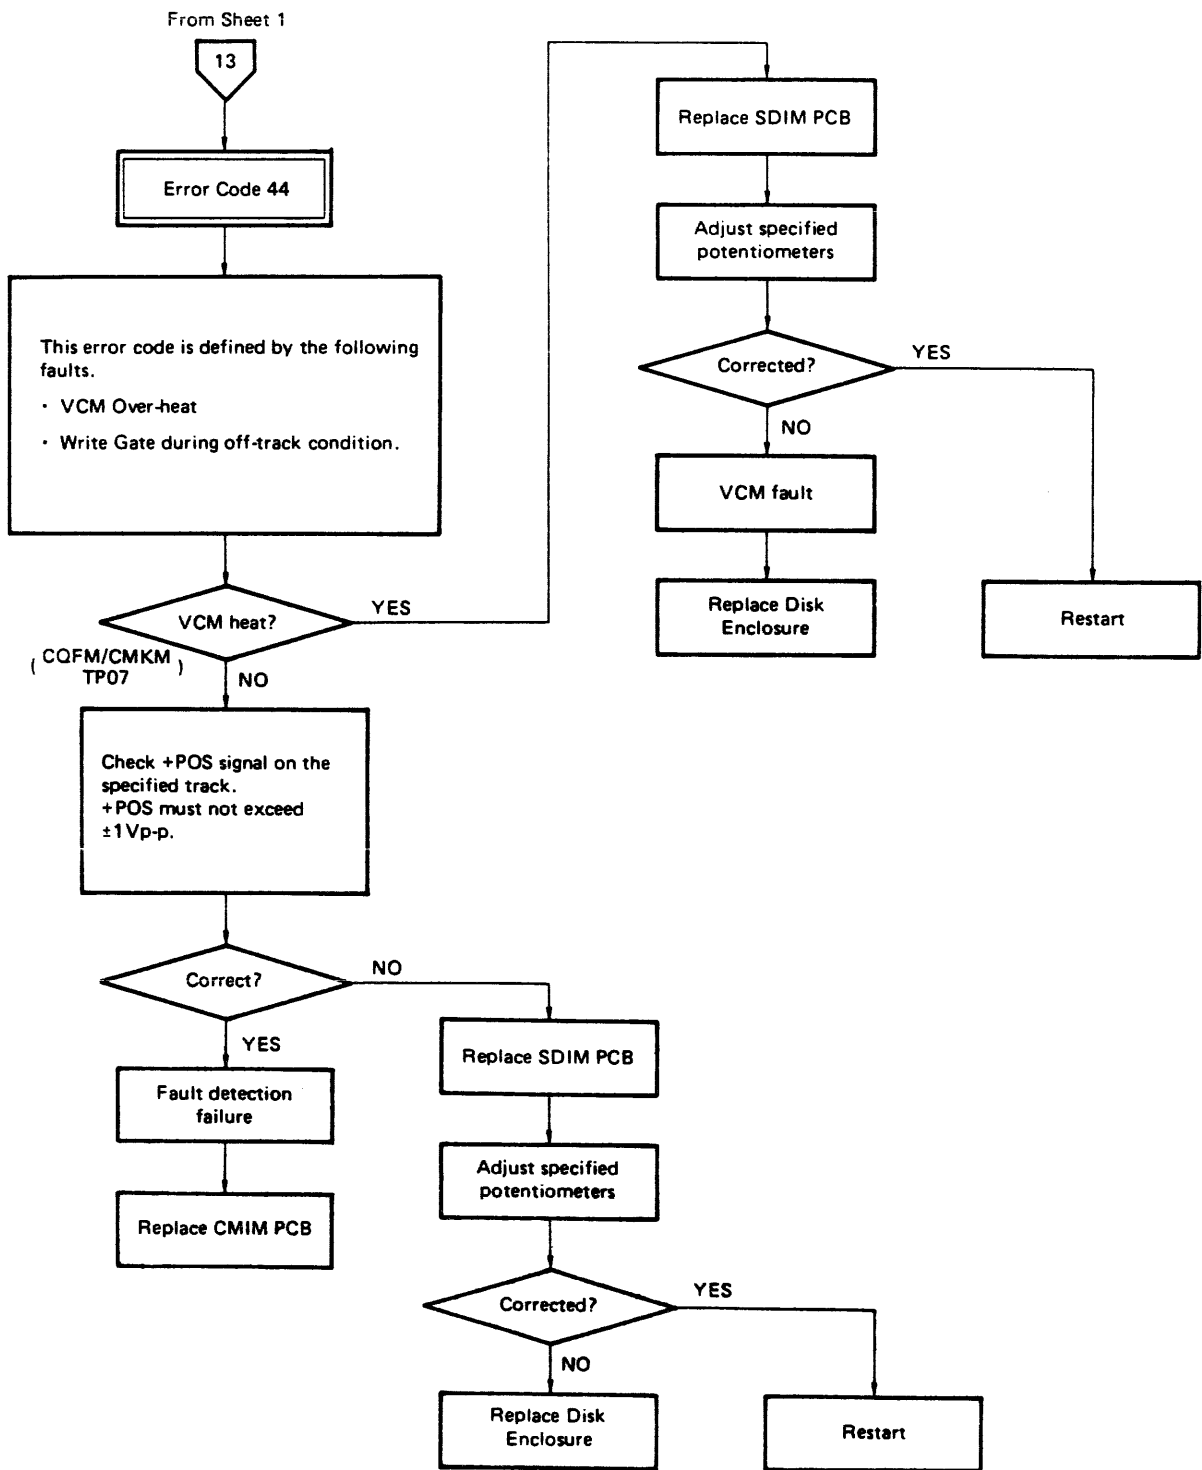 From Sheet 1
13
Error Code 44
This error code is defined by the following
faults.
· VCM Over-heat
· Write Gate during off-track condition.
VCM heat?
YES
(CQFM/CMKM)
TP07
NO
Check +POS signal on the
specified track.
+POS must not exceed
±1Vp-p.
Correct?
NO
YES
Fault detection
failure
Replace CMIM PCB
Replace SDIM PCB
Adjust specified
potentiometers
Corrected?
YES
NO
Replace Disk
Enclosure
Restart
Replace SDIM PCB
Adjust specified
potentiometers
Corrected?
YES
NO
VCM fault
Replace Disk
Enclosure
Restart